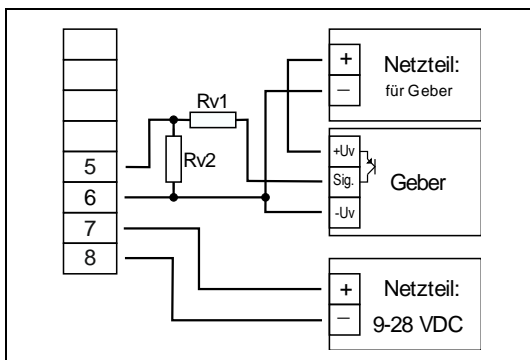 5
6
7
8
Rv1
Rv2
+
−
Netzteil:
für Geber
+Uv
Sig.
-Uv
Geber
+
−
Netzteil:
9-28 VDC